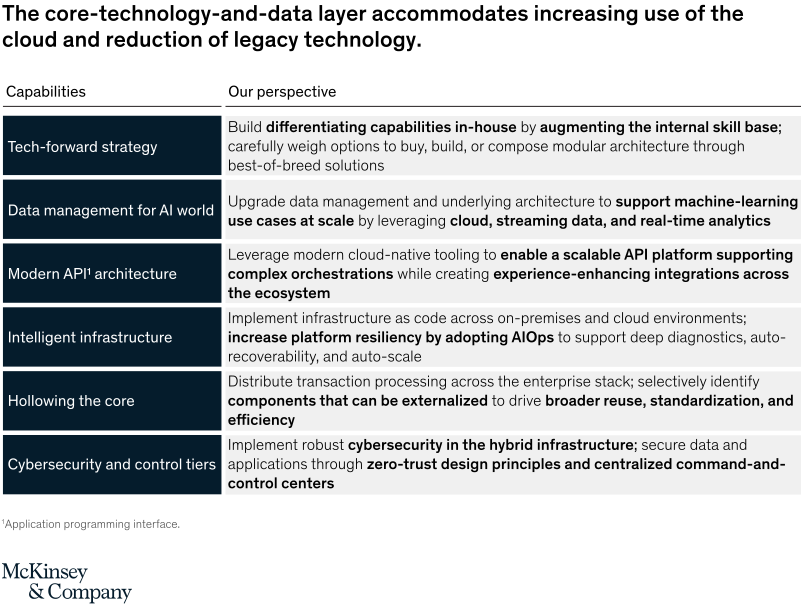 The core-technology-and-data layer accommodates increasing use of the
cloud and reduction of legacy technology.
Capabilities
Our perspective
Tech-forward strategy
Build differentiating capabilities in-house by augmenting the internal skill base;
carefully weigh options to buy, build, or compose modular architecture through
best-of-breed solutions
Data management for AI world
Upgrade data management and underlying architecture to support machine-learning
use cases at scale by leveraging cloud, streaming data, and real-time analytics
Modern API¹ architecture
Leverage modern cloud-native tooling to enable a scalable API platform supporting
complex orchestrations while creating experience-enhancing integrations across
the ecosystem
Intelligent infrastructure
Implement infrastructure as code across on-premises and cloud environments;
increase platform resiliency by adopting AIOps to support deep diagnostics, auto-
recoverability, and auto-scale
Hollowing the core
Distribute transaction processing across the enterprise stack; selectively identify
components that can be externalized to drive broader reuse, standardization, and
efficiency
Cybersecurity and control tiers
Implement robust cybersecurity in the hybrid infrastructure; secure data and
applications through zero-trust design principles and centralized command-and-
control centers
¹Application programming interface.
McKinsey
& Company